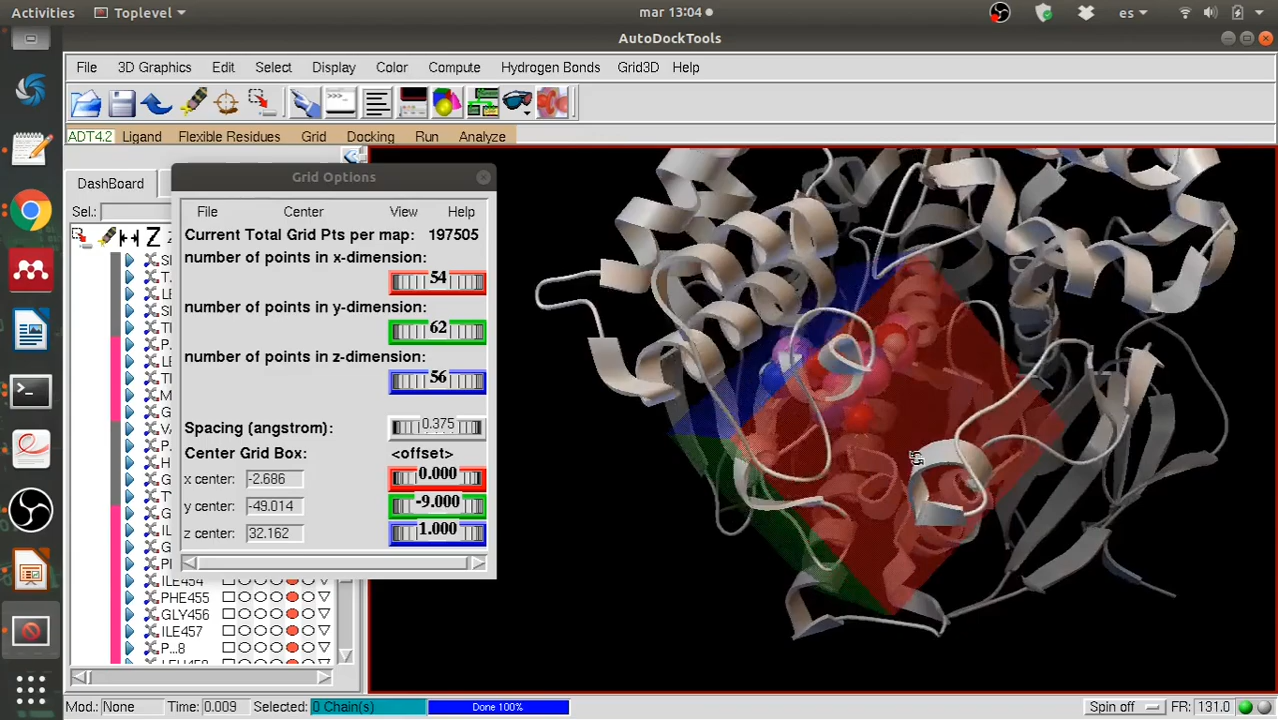 Activities Toplevel mar 13:04 es
AutoDockTools
File 3D Graphics Edit Select Display Color Compute Hydrogen Bonds Grid3D Help
ADT4.2 Ligand Flexible Residues Grid Docking Run Analyze
DashBoard
Sel.:
Grid Options
File Center View Help
Current Total Grid Pts per map: 197505
number of points in x-dimension:
54
number of points in y-dimension:
62
number of points in z-dimension:
56
Spacing (angstrom): 0.375
Center Grid Box: <offset>
x center: -2.686 0.000
y center: -49.014 -9.000
z center: 32.162 1.000
ILE454
PHE455
GLY456
ILE457
P...8
Mod.: None Time: 0.009 Selected: 0 Chain(s) Done 100% Spin off FR: 131.0